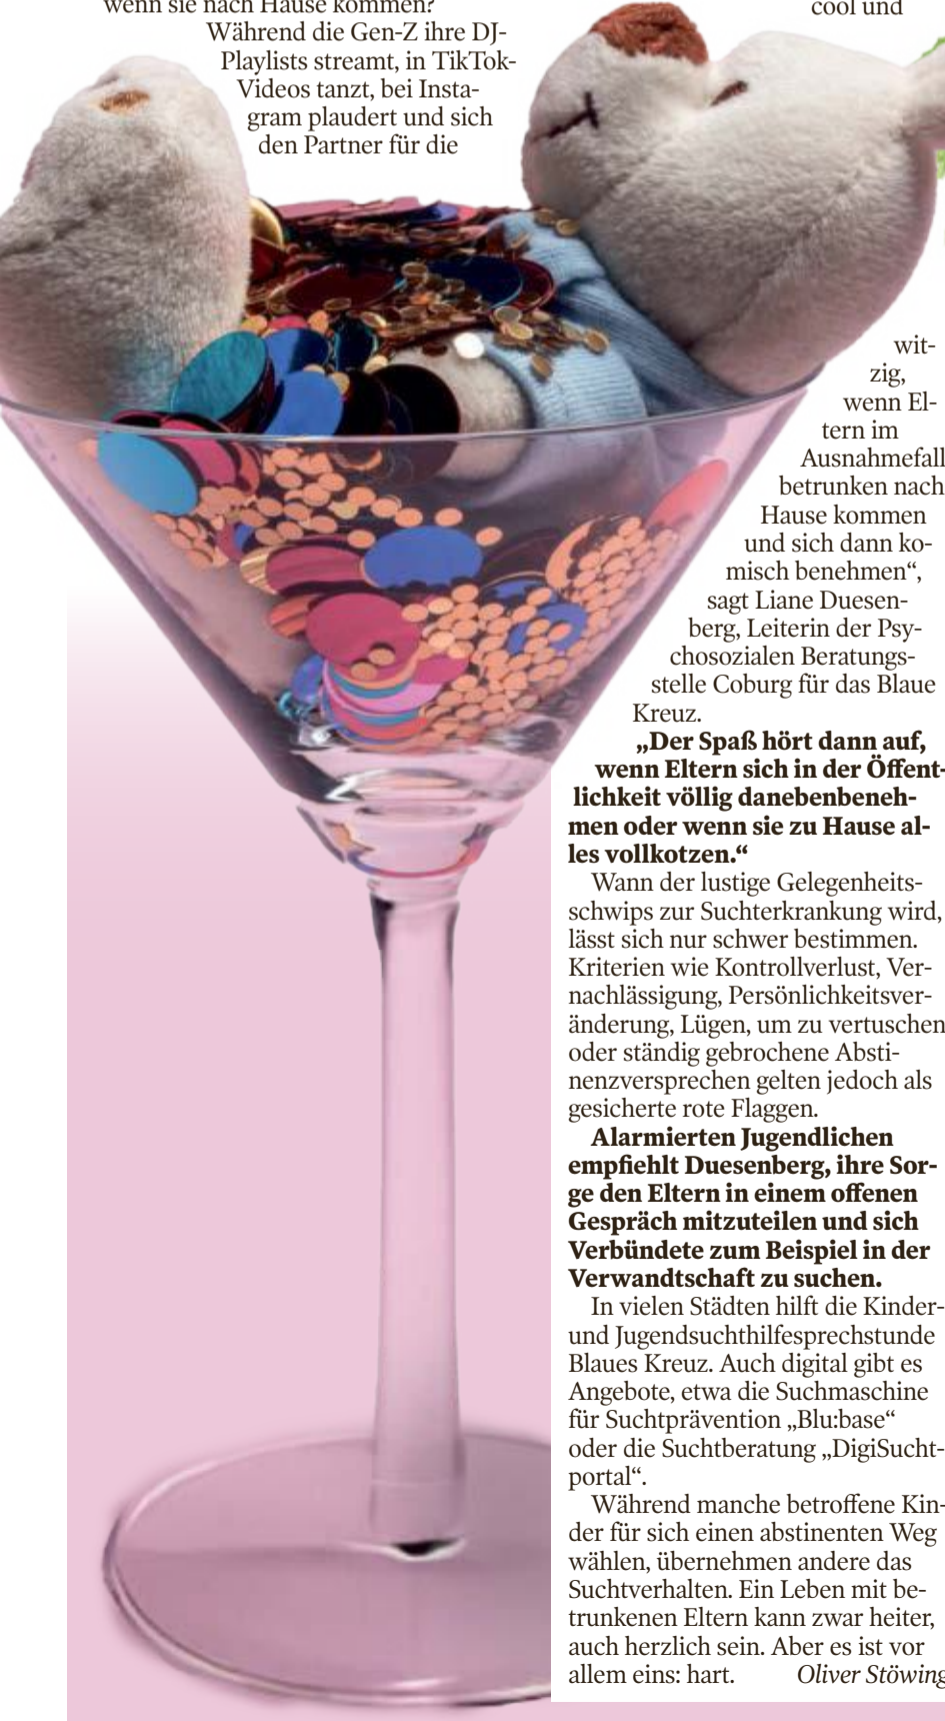 wenn sie nach Hause kommen?
Während die Gen-Z ihre DJ-
Playlists streamt, in TikTok-
Videos tanzt, bei Insta-
gram plaudert und sich
den Partner für die
cool und
wit-
zig,
wenn El-
tern im
Ausnahmefall
betrunken nach
Hause kommen
und sich dann ko-
misch benehmen“,
sagt Liane Duesen-
berg, Leiterin der Psy-
chosozialen Beratungs-
stelle Coburg für das Blaue
Kreuz.
„Der Spaß hört dann auf,
wenn Eltern sich in der Öffent-
lichkeit völlig danebenbeneh-
men oder wenn sie zu Hause al-
les vollkotzen.“
Wann der lustige Gelegenheits-
schwips zur Suchterkrankung wird,
lässt sich nur schwer bestimmen.
Kriterien wie Kontrollverlust, Ver-
nachlässigung, Persönlichkeitsver-
änderung, Lügen, um zu vertuschen
oder ständig gebrochene Absti-
nenzversprechen gelten jedoch als
gesicherte rote Flaggen.
Alarmierten Jugendlichen
empfiehlt Duesenberg, ihre Sor-
ge den Eltern in einem offenen
Gespräch mitzuteilen und sich
Verbündete zum Beispiel in der
Verwandtschaft zu suchen.
In vielen Städten hilft die Kinder-
und Jugendsuchthilfesprechstunde
Blaues Kreuz. Auch digital gibt es
Angebote, etwa die Suchmaschine
für Suchtprävention „Blu:base“
oder die Suchtberatung „DigiSucht-
portal“.
Während manche betroffene Kin-
der für sich einen abstinenten Weg
wählen, übernehmen andere das
Suchtverhalten. Ein Leben mit be-
trunkenen Eltern kann zwar heiter,
auch herzlich sein. Aber es ist vor
allem eins: hart. Oliver Stöwing